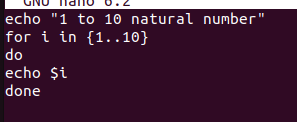 GNU nano 6.2
echo "1 to 10 natural number"
for i in {1..10}
do
echo $i
done